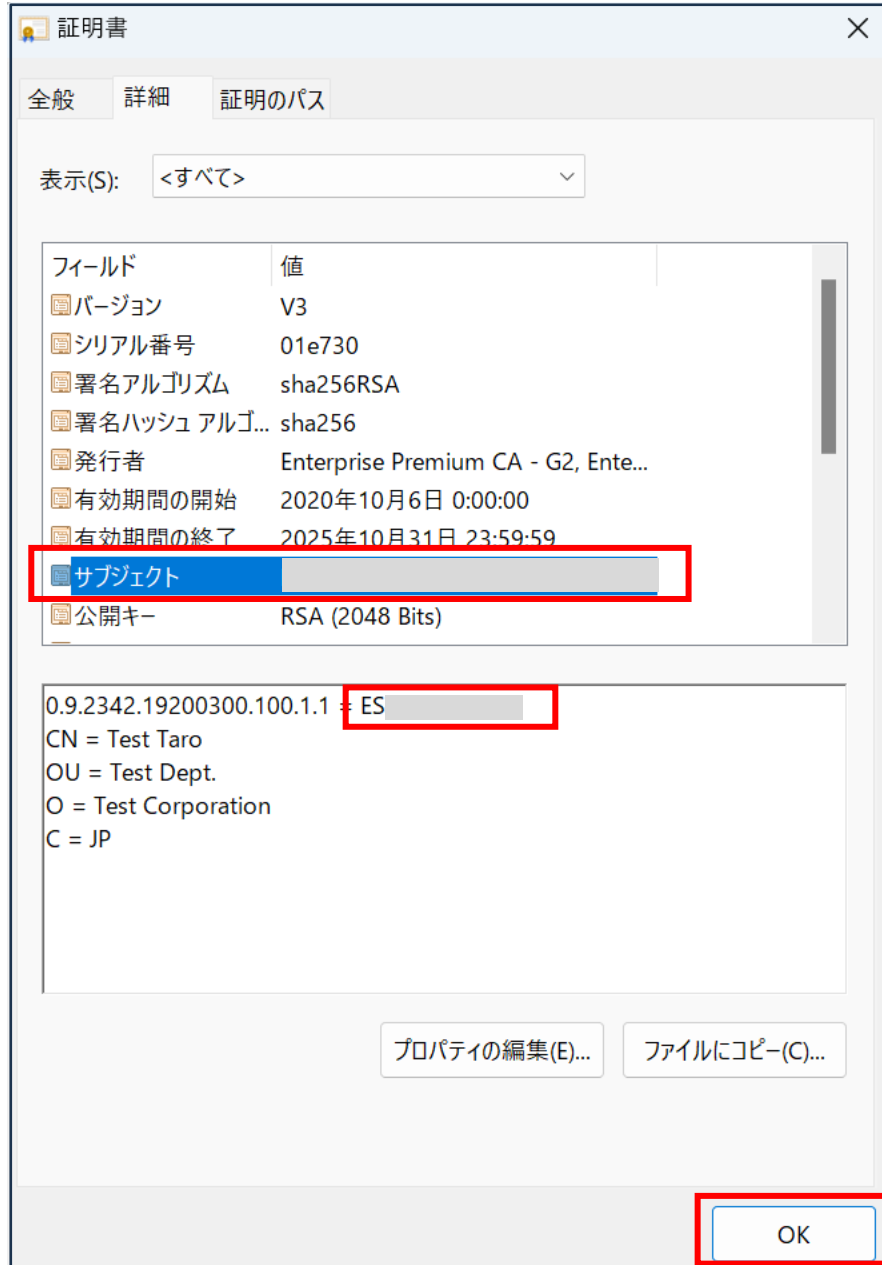 証明書
全般 詳細 証明のパス
表示(S): <すべて>
フィールド 値
バージョン V3
シリアル番号 01e730
署名アルゴリズム sha256RSA
署名ハッシュ アルゴ... sha256
発行者 Enterprise Premium CA - G2, Ente...
有効期間の開始 2020年10月6日 0:00:00
有効期間の終了 2025年10月31日 23:59:59
サブジェクト
公開キー RSA (2048 Bits)
0.9.2342.19200300.100.1.1 = ES
CN = Test Taro
OU = Test Dept.
O = Test Corporation
C = JP
プロパティの編集(E)... ファイルにコピー(C)...
OK